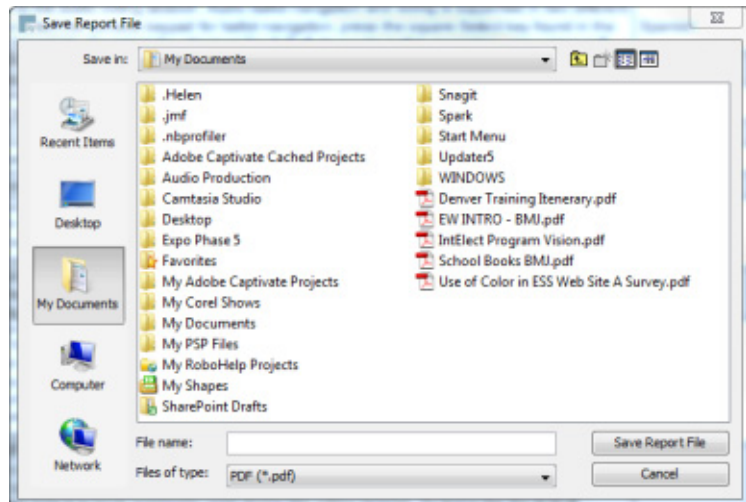 Save Report File
Save in: My Documents
Recent Items
Desktop
My Documents
Computer
Network
.Helen
.jmf
.nbprofiler
Adobe Captivate Cached Projects
Audio Production
Camtasia Studio
Desktop
Expo Phase 5
Favorites
My Adobe Captivate Projects
My Corel Shows
My Documents
My PSP Files
My RoboHelp Projects
My Shapes
SharePoint Drafts
Snagit
Spark
Start Menu
Updater5
WINDOWS
Denver Training Itenerary.pdf
EW INTRO - BMJ.pdf
IntElect Program Vision.pdf
School Books BMJ.pdf
Use of Color in ESS Web Site A Survey.pdf
File name:
Save Report File
Files of type: PDF (*.pdf)
Cancel